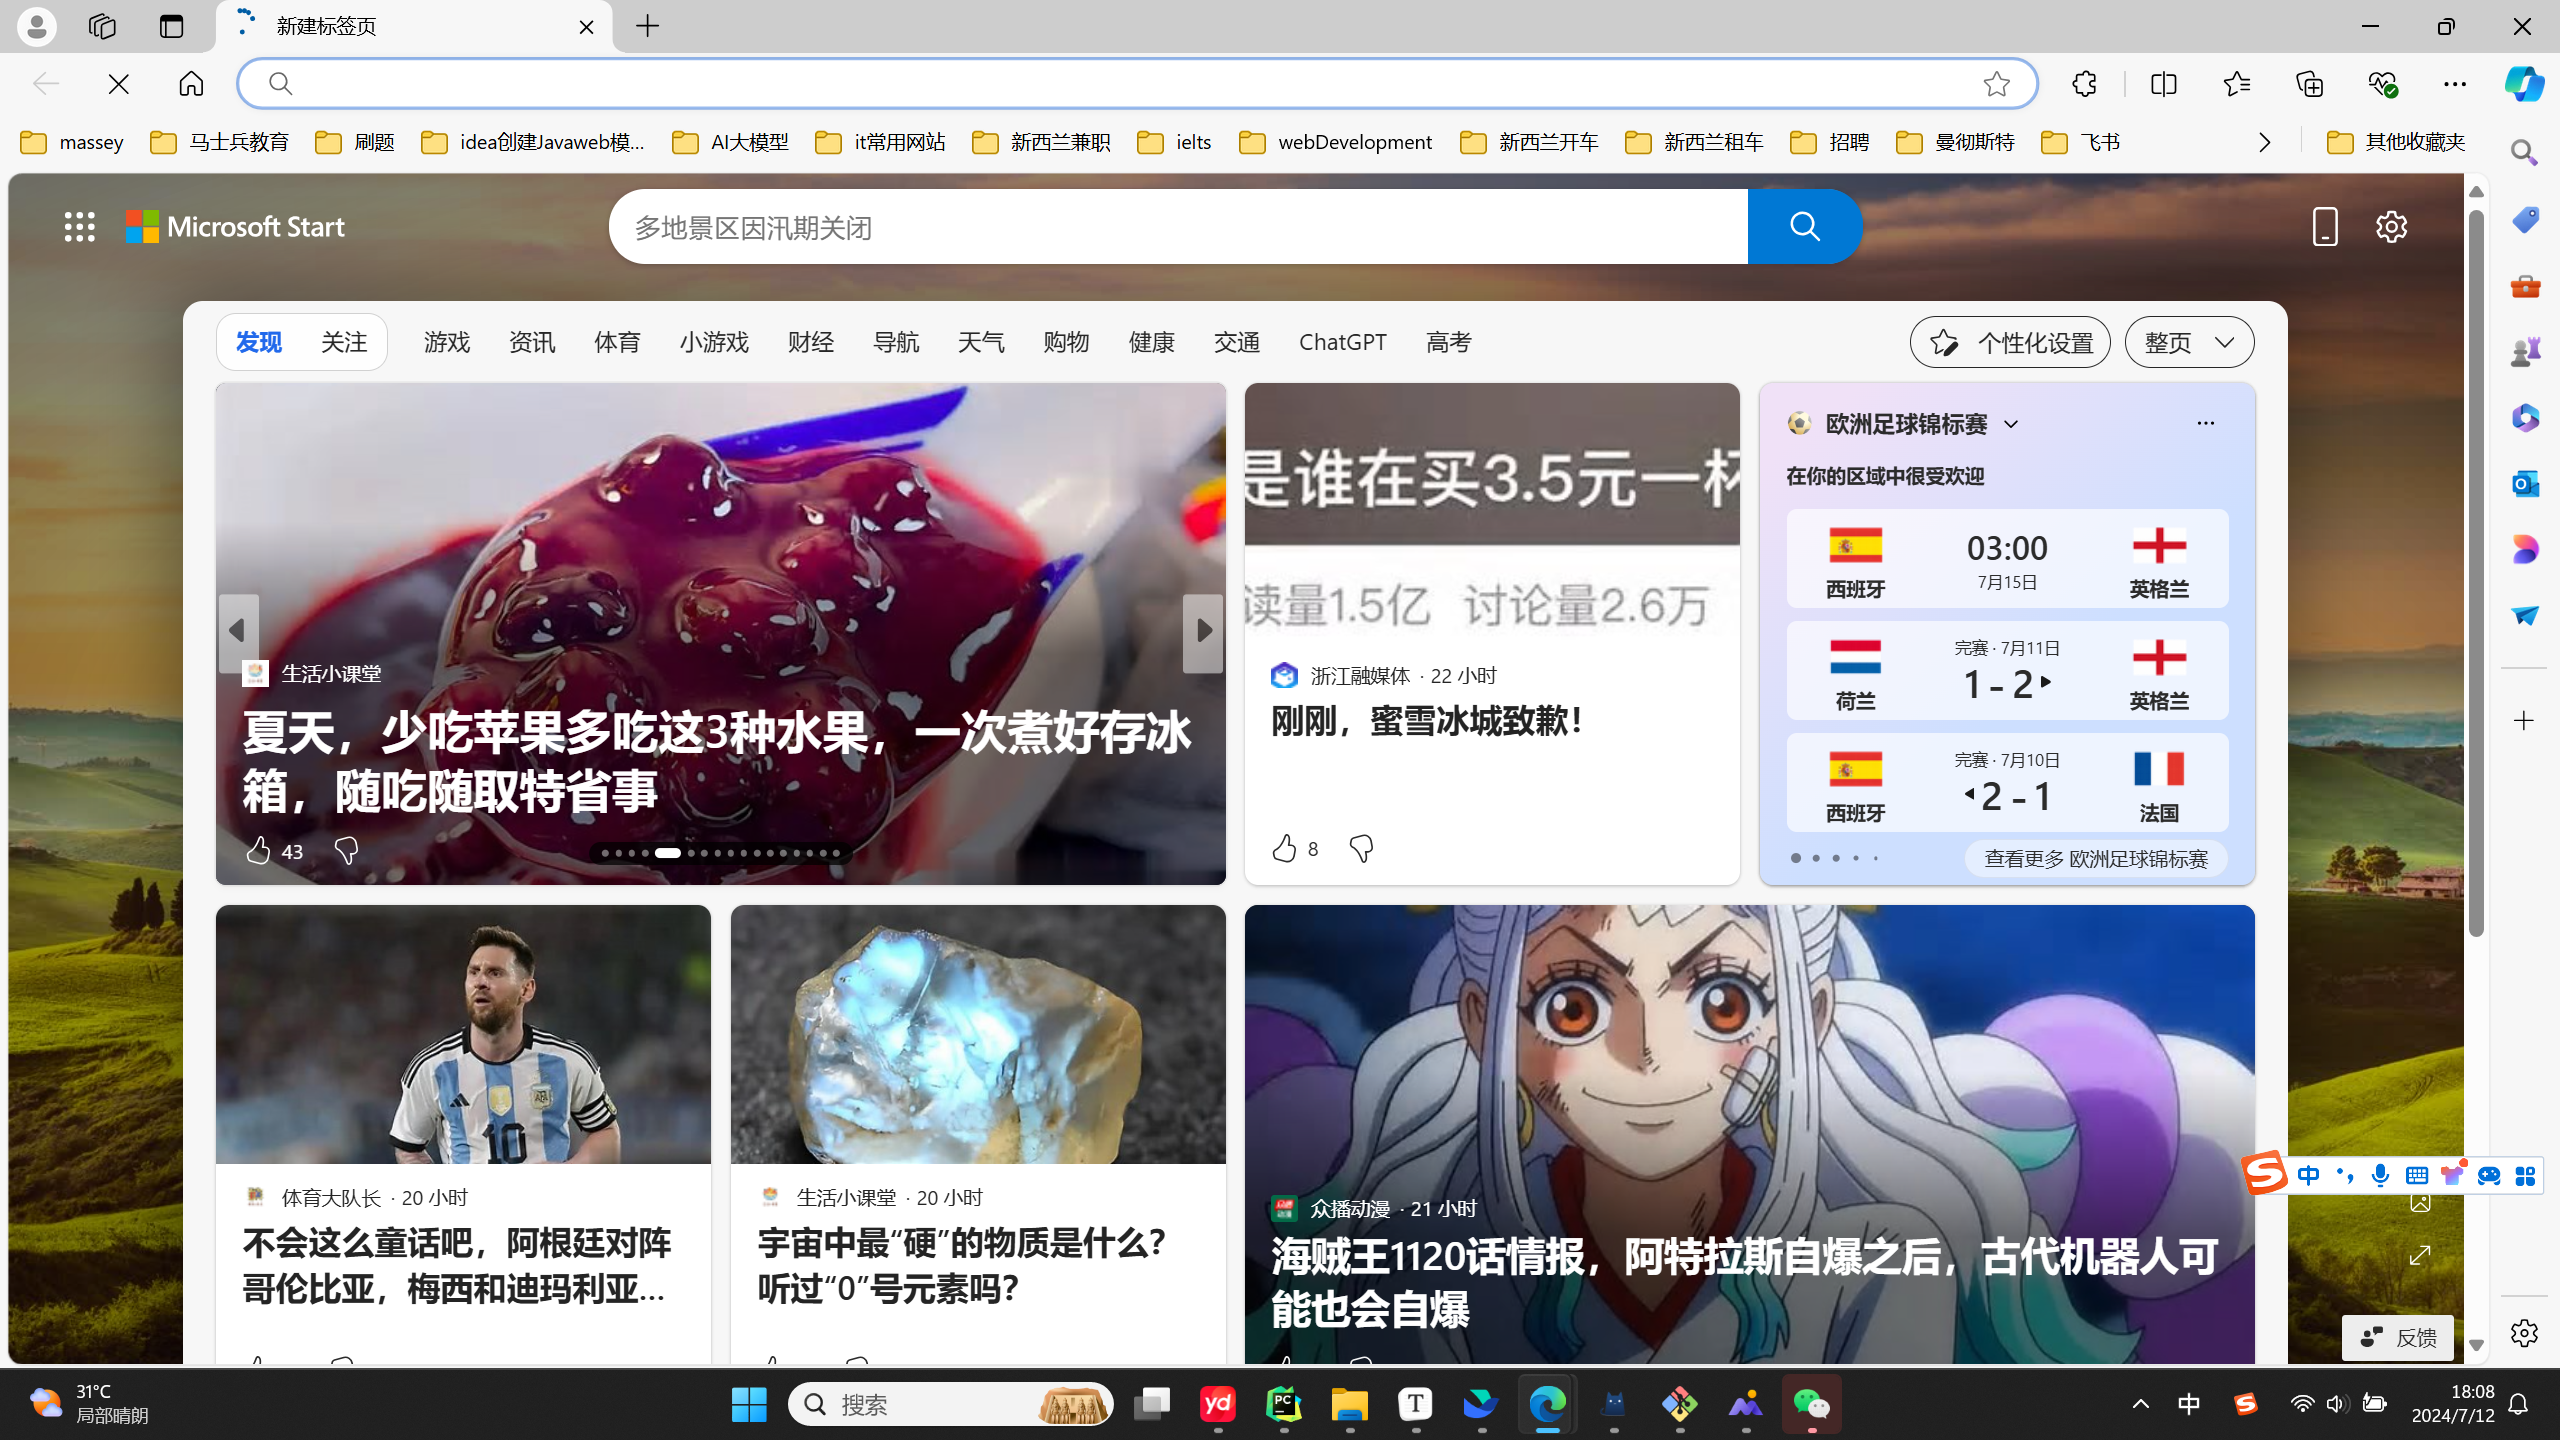 新建标签页
massey
马士兵教育
刷题
idea创建Javaweb模...
AI大模型
it常用网站
新西兰兼职
ielts
webDevelopment
新西兰开车
新西兰租车
招聘
曼彻斯特
飞书
其他收藏夹
Microsoft Start
多地景区因汛期关闭
发现
关注
游戏
资讯
体育
小游戏
财经
导航
天气
购物
健康
交通
ChatGPT
高考
个性化设置
整页
生活小课堂
夏天，少吃苹果多吃这3种水果，一次煮好存冰
箱，随吃随取特省事
43
是谁在买3.5元一杯
读量1.5亿 讨论量2.6万
浙江融媒体 · 22 小时
刚刚，蜜雪冰城致歉！
8
欧洲足球锦标赛
在你的区域中很受欢迎
西班牙
03:00
7月15日
英格兰
荷兰
完赛 · 7月11日
1 - 2
英格兰
西班牙
完赛 · 7月10日
2 - 1
法国
查看更多 欧洲足球锦标赛
体育大队长 · 20 小时
不会这么童话吧，阿根廷对阵
哥伦比亚，梅西和迪玛利亚...
10
生活小课堂 · 20 小时
宇宙中最“硬”的物质是什么？
听过“0”号元素吗？
众播动漫 · 21 小时
海贼王1120话情报，阿特拉斯自爆之后，古代机器人可
能也会自爆
中
反馈
31°C
局部晴朗
搜索
yd
PC
T
中
18:08
2024/7/12